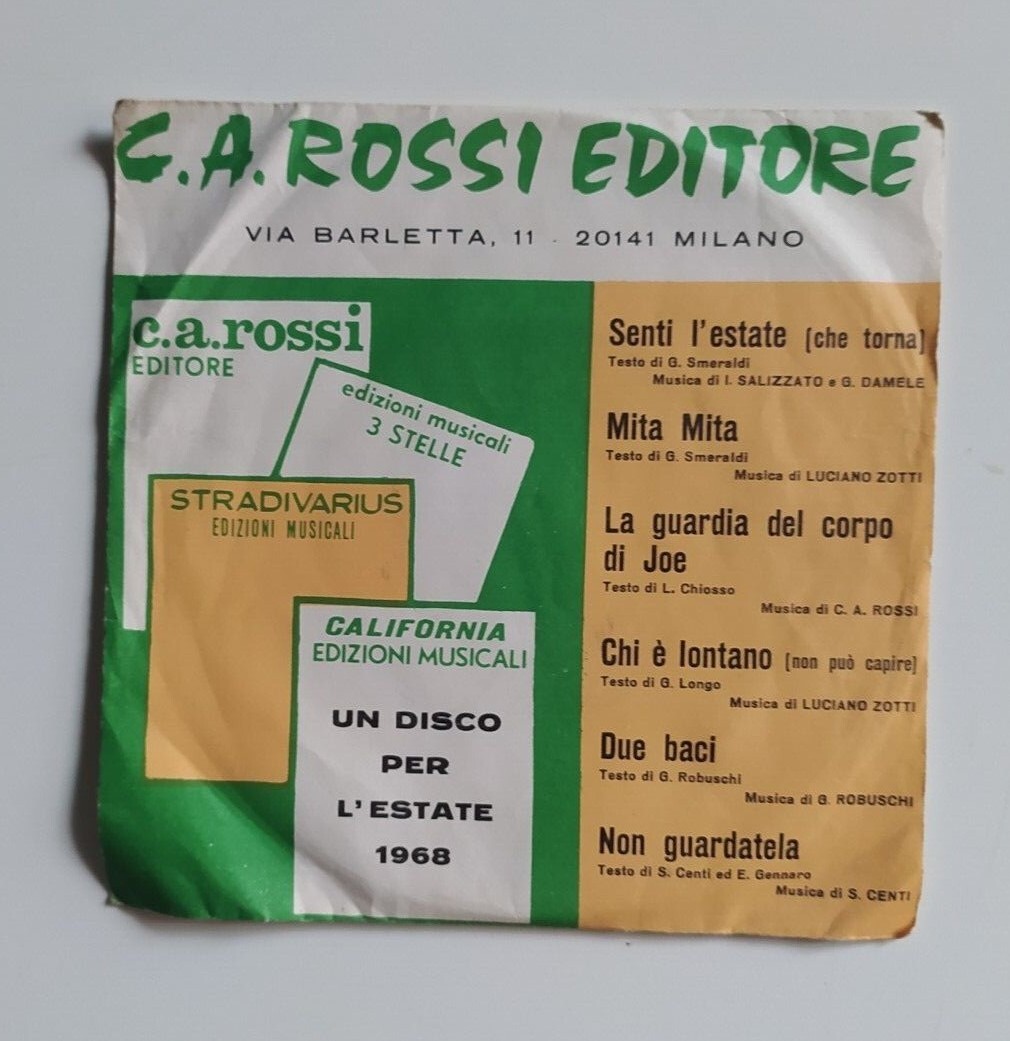 C.A. ROSSI EDITORE
VIA BARLETTA, 11 - 20141 MILANO
c.a.rossi
EDITORE
edizioni musicali
3 STELLE
STRADIVARIUS
EDIZIONI MUSICALI
CALIFORNIA
EDIZIONI MUSICALI
UN DISCO
PER
L'ESTATE
1968
Senti l'estate (che torna)
Testo di G. Smeraldi
Musica di I. SALIZZATO e G. DAMELE
Mita Mita
Testo di G. Smeraldi
Musica di LUCIANO ZOTTI
La guardia del corpo
di Joe
Testo di L. Chiosso
Musica di C. A. ROSSI
Chi è lontano (non può capire)
Testo di G. Longo
Musica di LUCIANO ZOTTI
Due baci
Testo di G. Robuschi
Musica di G. ROBUSCHI
Non guardatela
Testo di S. Centi ed E. Gennaro
Musica di S. CENTI